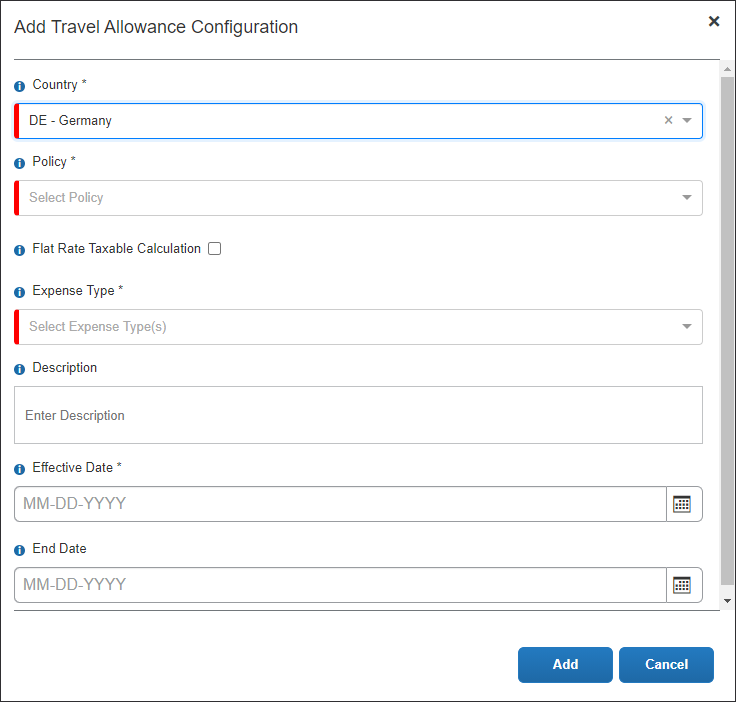 Add Travel Allowance Configuration
Country *
DE - Germany
Policy *
Select Policy
Flat Rate Taxable Calculation
Expense Type *
Select Expense Type(s)
Description
Enter Description
Effective Date *
MM-DD-YYYY
End Date
MM-DD-YYYY
Add Cancel